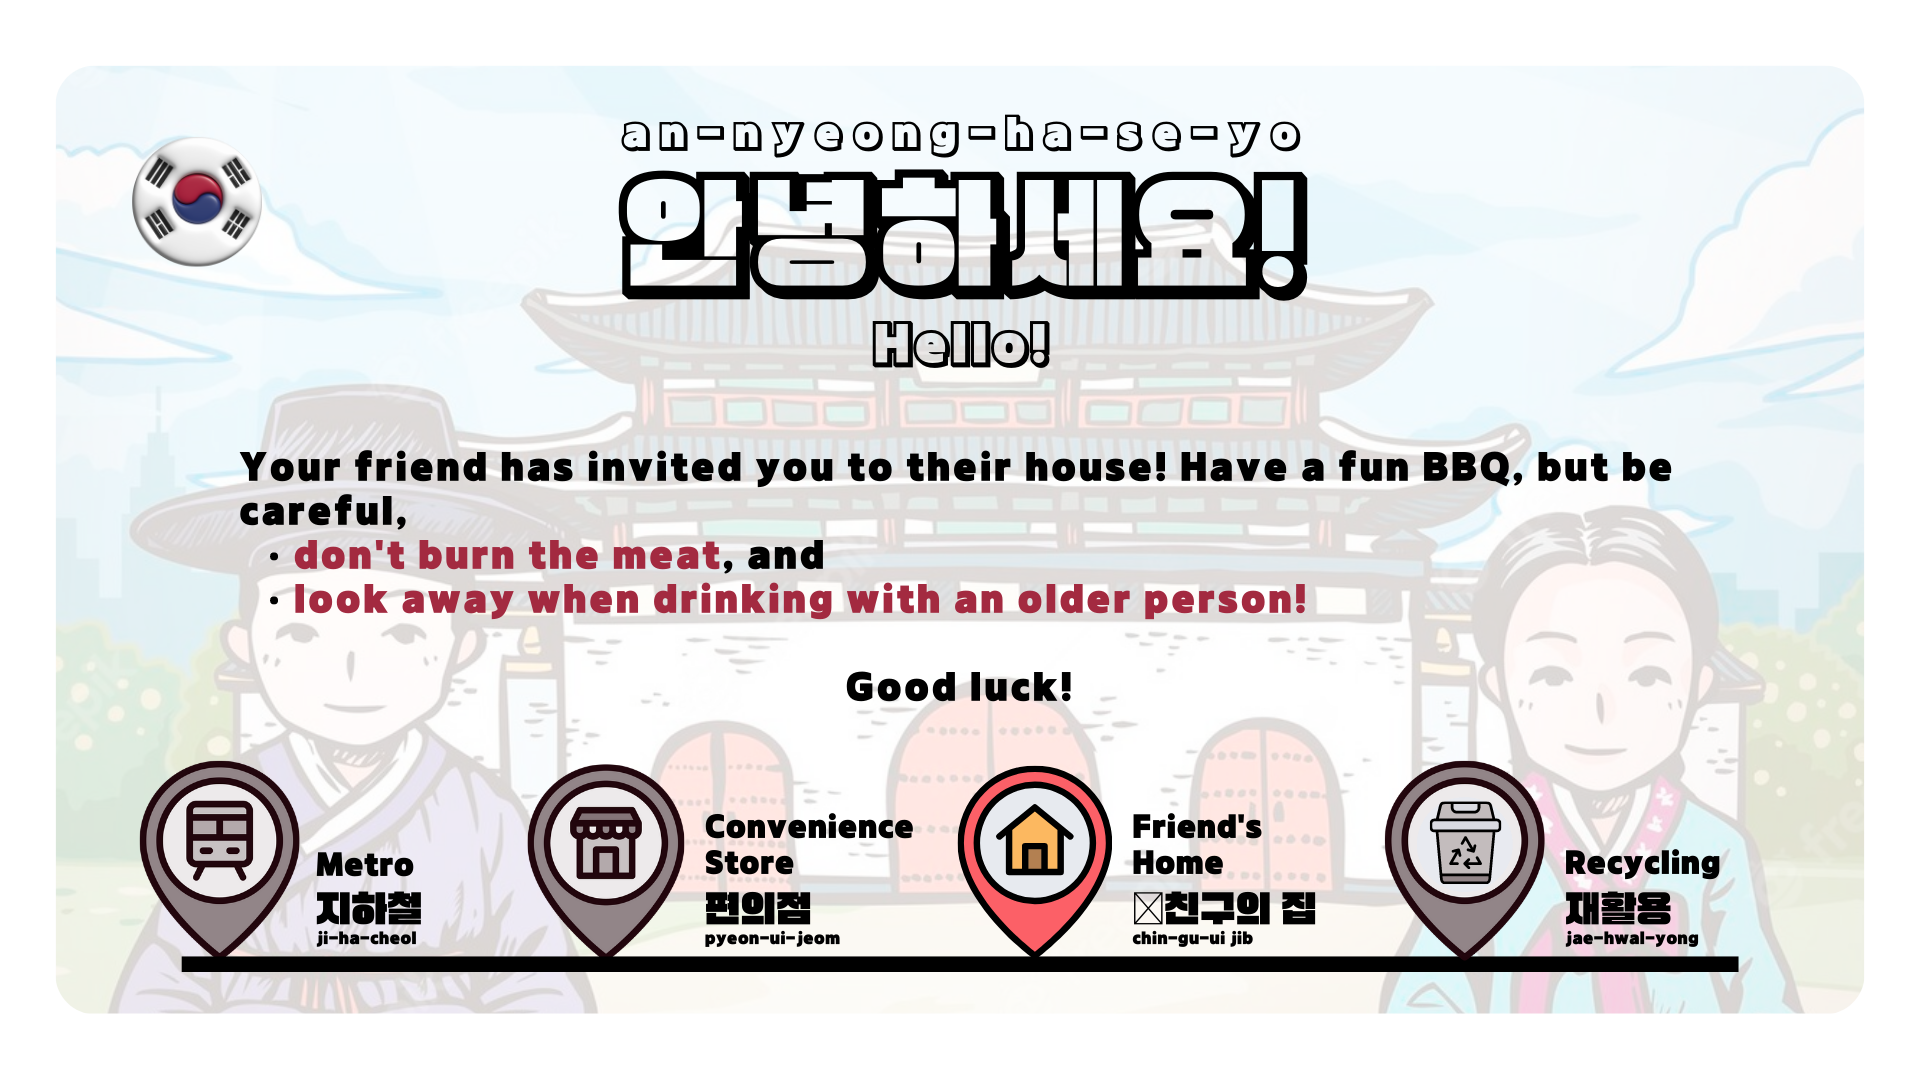 an-nyeong-ha-se-yo
안녕하세요!
Hello!
Your friend has invited you to their house! Have a fun BBQ, but be
careful,
• don't burn the meat, and
• look away when drinking with an older person!
Good luck!
Metro
지하철
ji-ha-cheol
Convenience
Store
편의점
pyeon-ui-jeom
Friend's
Home
친구의 집
chin-gu-ui jib
Recycling
재활용
jae-hwal-yong